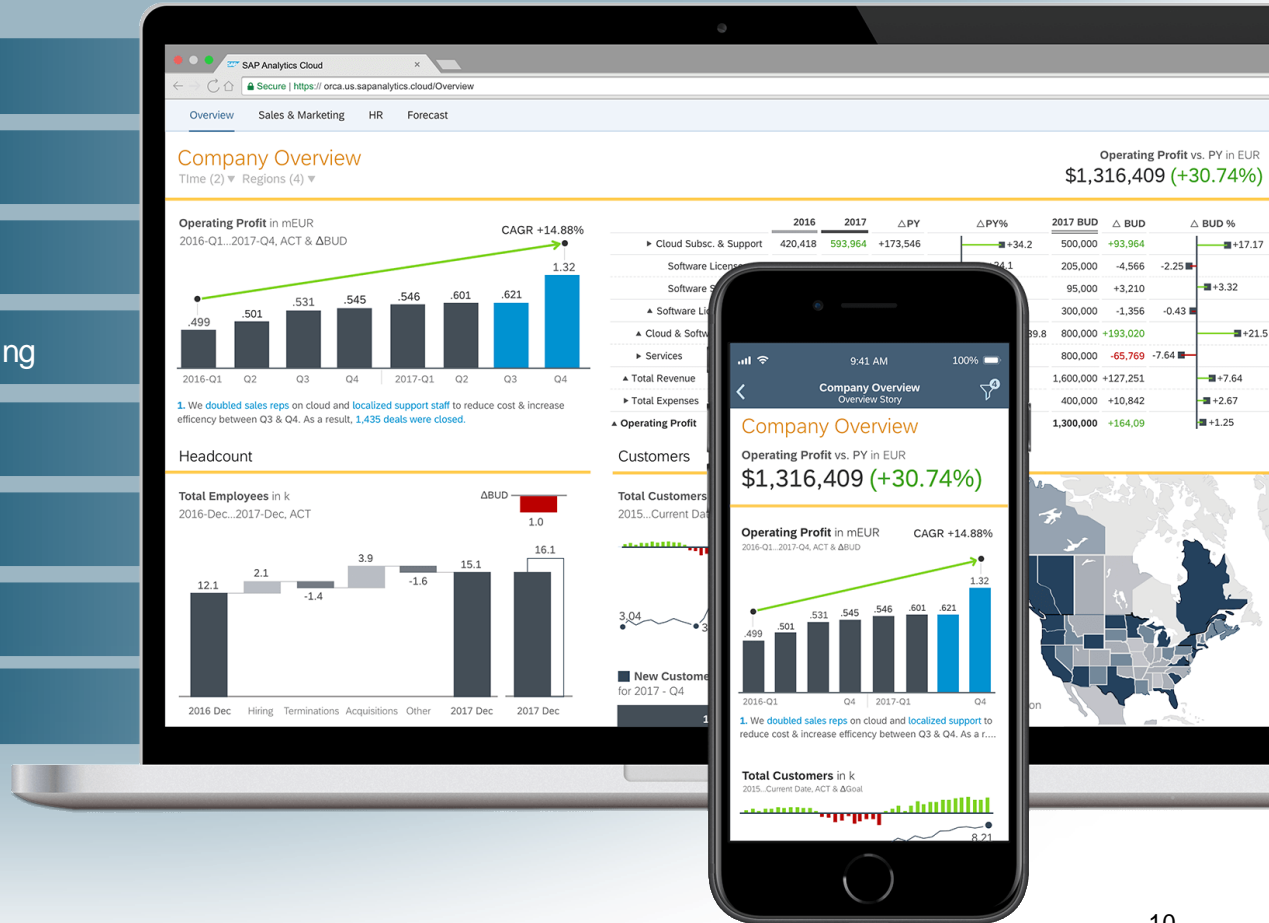 SAP Analytics Cloud
Secure | https:// orca.us.sapanalytics.cloud/Overview
Overview Sales & Marketing HR Forecast
Company Overview
TIme (2) Regions (4)
Operating Profit vs. PY in EUR
$1,316,409 (+30.74%)
Operating Profit in mEUR
2016-Q1...2017-Q4, ACT & ΔBUD
CAGR +14.88%
.499 .501 .531 .545 .546 .601 .621 1.32
2016-Q1 Q2 Q3 Q4 2017-Q1 Q2 Q3 Q4
1. We doubled sales reps on cloud and localized support staff to reduce cost & increase
efficency between Q3 & Q4. As a result, 1,435 deals were closed.
2016 2017 △PY △PY% 2017 BUD △ BUD △ BUD %
Cloud Subsc. & Support 420,418 593,964 +173,546 +34.2 500,000 +93,964 +17.17
Software License 205,000 -4,566 -2.25
Software 95,000 +3,210 +3.32
Software 300,000 -1,356 -0.43
Cloud & 800,000 +193,020 +21.5
Services 800,000 -65,769 -7.64
Total Revenue 1,600,000 +127,251 +7.64
Total Expenses 400,000 +10,842 +2.67
Operating Profit 1,300,000 +164,09 +1.25
ng
Headcount
Total Employees in k
2016-Dec...2017-Dec, ACT
ΔBUD
1.0
12.1 2.1 -1.4 3.9 -1.6 15.1 16.1
2016 Dec Hiring Terminations Acquisitions Other 2017 Dec 2017 Dec
Customers
Total Customers
2015...Current Dat
3.04
New Custome
for 2017 - Q4
1
on
9:41 AM 100%
Company Overview
Overview Story
4
Company Overview
Operating Profit vs. PY in EUR
$1,316,409 (+30.74%)
Operating Profit in mEUR
2016-Q1...2017-Q4, ACT & ΔBUD
CAGR +14.88%
.499 .501 .531 .545 .546 .601 .621 1.32
2016-Q1 Q4 2017-Q1 Q4
1. We doubled sales reps on cloud and localized support to
reduce cost & increase efficency between Q3 & Q4. As a r....
Total Customers in k
2015...Current Date, ACT & ΔGoal
8.21
10